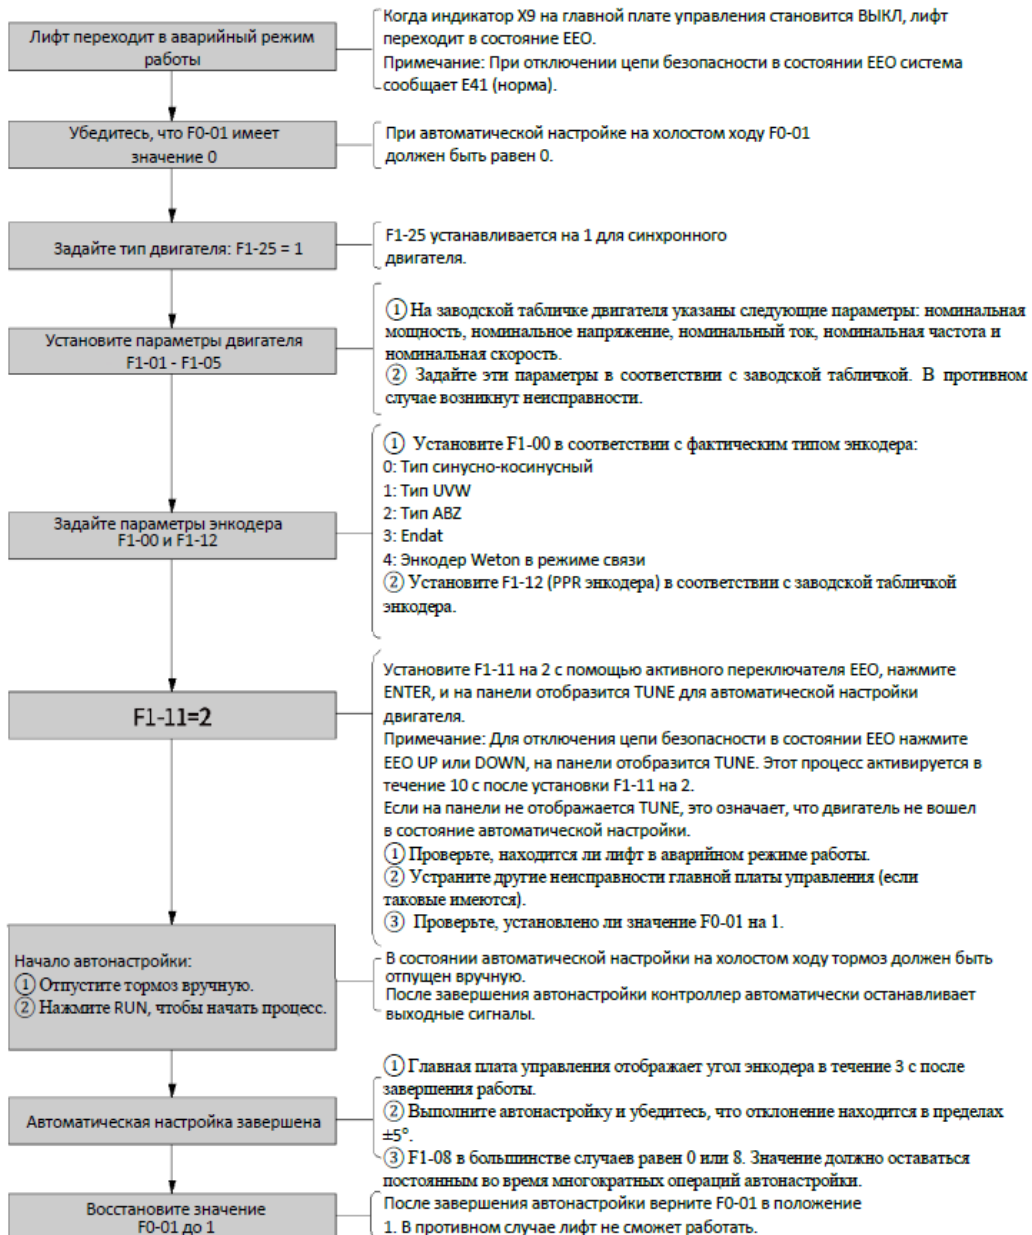 Лифт переходит в аварийный режим
работы
Когда индикатор X9 на главной плате управления становится ВЫКЛ, лифт
переходит в состояние EEO.
Примечание: При отключении цепи безопасности в состоянии EEO система
сообщает E41 (норма).
Убедитесь, что F0-01 имеет
значение 0
При автоматической настройке на холостом ходу F0-01
должен быть равен 0.
Задайте тип двигателя: F1-25 = 1
F1-25 устанавливается на 1 для синхронного
двигателя.
Установите параметры двигателя
F1-01 - F1-05
① На заводской табличке двигателя указаны следующие параметры: номинальная
мощность, номинальное напряжение, номинальный ток, номинальная частота и
номинальная скорость.
② Задайте эти параметры в соответствии с заводской табличкой. В противном
случае возникнут неисправности.
Задайте параметры энкодера
F1-00 и F1-12
① Установите F1-00 в соответствии с фактическим типом энкодера:
0: Тип синусно-косинусный
1: Тип UVW
2: Тип ABZ
3: Endat
4: Энкодер Weton в режиме связи
② Установите F1-12 (PPR энкодера) в соответствии с заводской табличкой
энкодера.
F1-11=2
Установите F1-11 на 2 с помощью активного переключателя EEO, нажмите
ENTER, и на панели отобразится TUNE для автоматической настройки
двигателя.
Примечание: Для отключения цепи безопасности в состоянии EEO нажмите
EEO UP или DOWN, на панели отобразится TUNE. Этот процесс активируется в
течение 10 с после установки F1-11 на 2.
Если на панели не отображается TUNE, это означает, что двигатель не вошел
в состояние автоматической настройки.
① Проверьте, находится ли лифт в аварийном режиме работы.
② Устраните другие неисправности главной платы управления (если
таковые имеются).
③ Проверьте, установлено ли значение F0-01 на 1.
Начало автонастройки:
① Отпустите тормоз вручную.
② Нажмите RUN, чтобы начать процесс.
В состоянии автоматической настройки на холостом ходу тормоз должен быть
отпущен вручную.
После завершения автонастройки контроллер автоматически останавливает
выходные сигналы.
Автоматическая настройка завершена
① Главная плата управления отображает угол энкодера в течение 3 с после
завершения работы.
② Выполните автонастройку и убедитесь, что отклонение находится в пределах
±5°.
③ F1-08 в большинстве случаев равен 0 или 8. Значение должно оставаться
постоянным во время многократных операций автонастройки.
Восстановите значение
F0-01 до 1
После завершения автонастройки верните F0-01 в положение
1. В противном случае лифт не сможет работать.